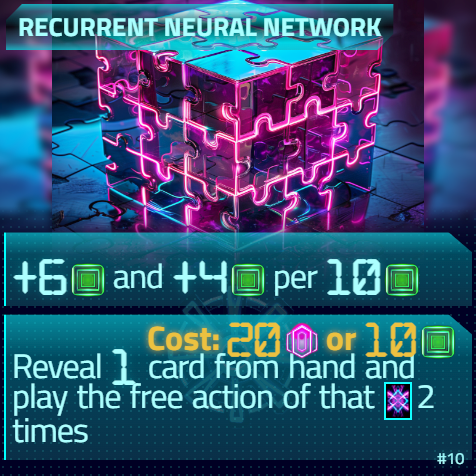 RECURRENT NEURAL NETWORK
+6 and +4 per 10
Cost: 20 or 10
Reveal 1 card from hand and
play the free action of that 2
times
#10